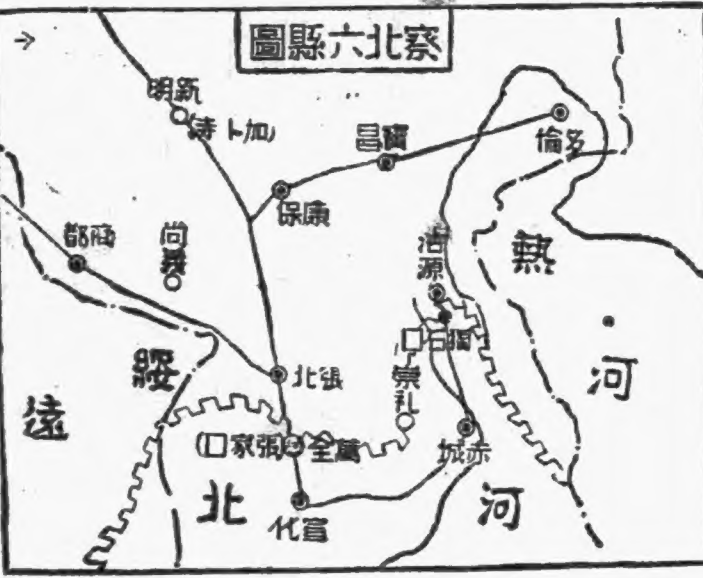 察北六縣圖
新明
(加卜寺)
寶昌
多倫
康保
商都
尚義
沽源
熱河
獨石口
綏遠
張北
崇礼
萬全(張家口)
赤城
宣化
河北